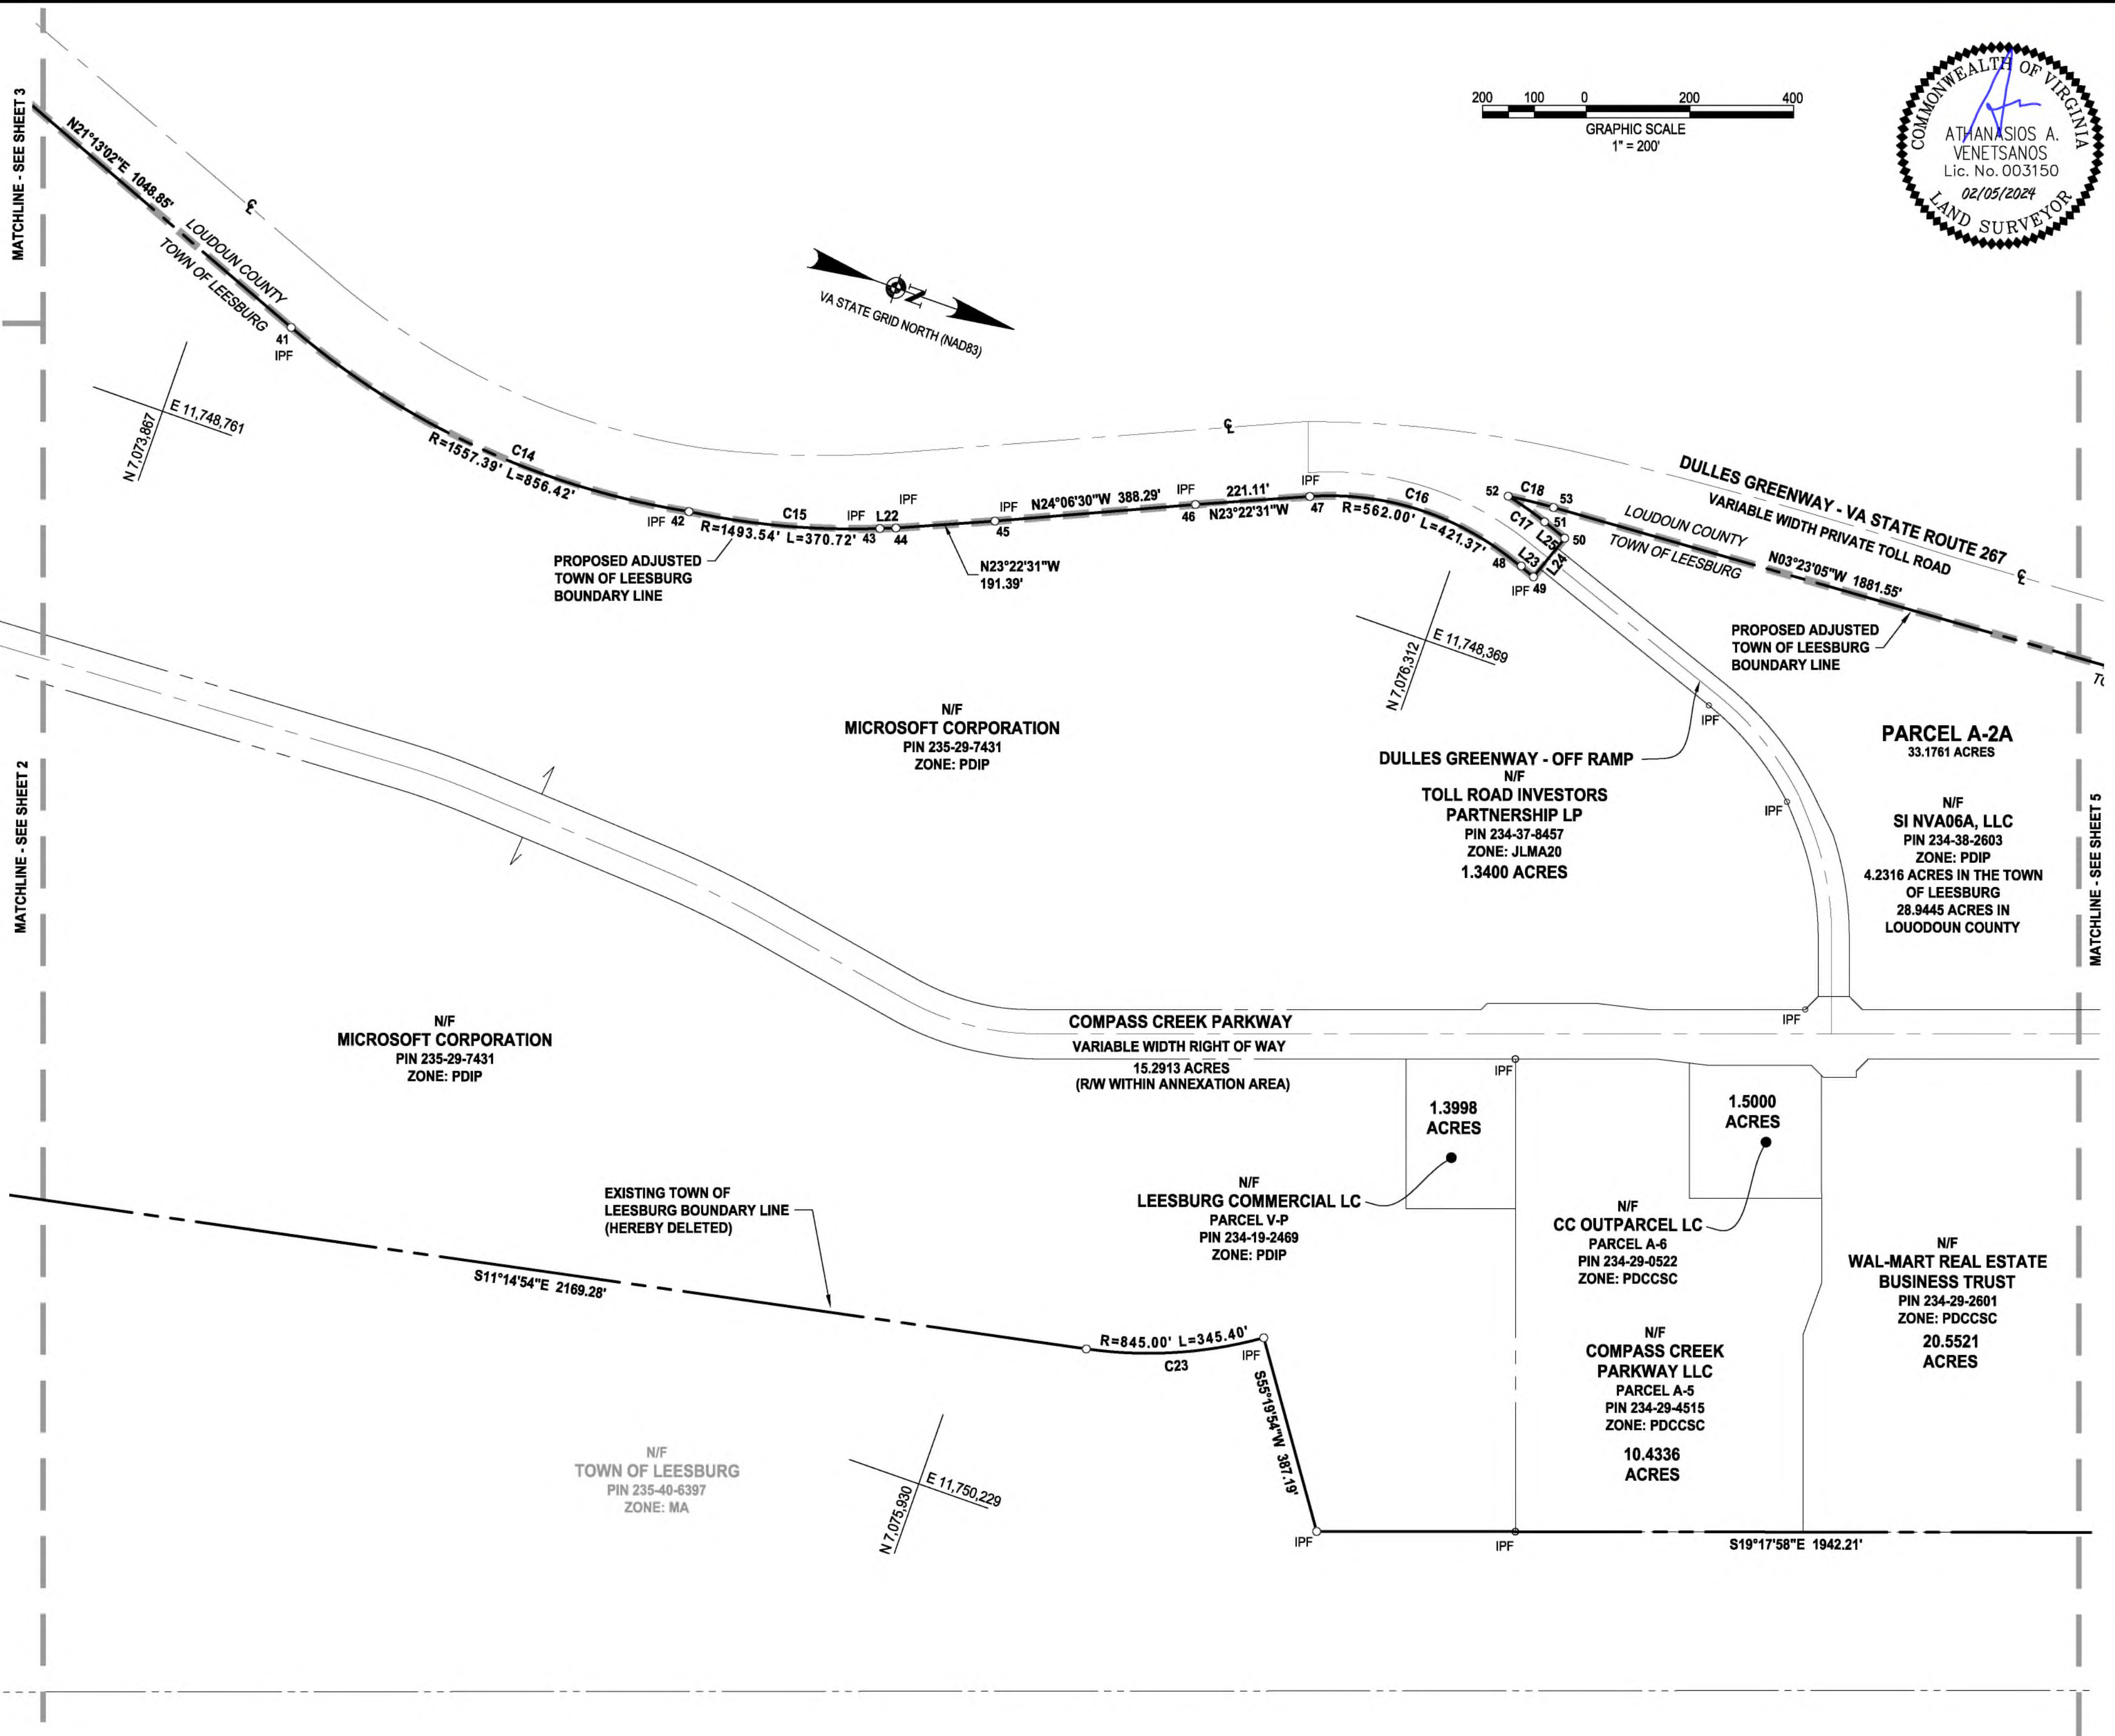 MATCHLINE - SEE SHEET 3
MATCHLINE - SEE SHEET 2
MATCHLINE - SEE SHEET 5
200 100 0 200 400
GRAPHIC SCALE
1" = 200'
COMMONWEALTH OF VIRGINIA
ATHANASIOS A.
VENETSANOS
Lic. No. 003150
02/05/2024
LAND SURVEYOR
N21°13'02"E 1048.85'
LOUDOUN COUNTY
TOWN OF LEESBURG
℄
41
IPF
E 11,748,761
N 7,073,867
N
VA STATE GRID NORTH (NAD83)
C14
R=1557.39' L=856.42'
IPF 42
C15
R=1493.54' L=370.72'
IPF
43
L22
IPF
44
PROPOSED ADJUSTED
TOWN OF LEESBURG
BOUNDARY LINE
N23°22'31"W
191.39'
IPF
45
N24°06'30"W 388.29'
IPF
46
221.11'
N23°22'31"W
IPF
47
℄
C16
R=562.00' L=421.37'
48
L23
IPF 49
L24
L25
50
51
C17
52
C18
53
DULLES GREENWAY - VA STATE ROUTE 267
VARIABLE WIDTH PRIVATE TOLL ROAD
℄
LOUDOUN COUNTY
TOWN OF LEESBURG
N03°23'05"W 1881.55'
PROPOSED ADJUSTED
TOWN OF LEESBURG
BOUNDARY LINE
E 11,748,369
N 7,076,312
N/F
MICROSOFT CORPORATION
PIN 235-29-7431
ZONE: PDIP
DULLES GREENWAY - OFF RAMP
N/F
TOLL ROAD INVESTORS
PARTNERSHIP LP
PIN 234-37-8457
ZONE: JLMA20
1.3400 ACRES
IPF
IPF
PARCEL A-2A
33.1761 ACRES
N/F
SI NVA06A, LLC
PIN 234-38-2603
ZONE: PDIP
4.2316 ACRES IN THE TOWN
OF LEESBURG
28.9445 ACRES IN
LOUODOUN COUNTY
N/F
MICROSOFT CORPORATION
PIN 235-29-7431
ZONE: PDIP
COMPASS CREEK PARKWAY
VARIABLE WIDTH RIGHT OF WAY
15.2913 ACRES
(R/W WITHIN ANNEXATION AREA)
IPF
IPF
1.3998
ACRES
1.5000
ACRES
EXISTING TOWN OF
LEESBURG BOUNDARY LINE
(HEREBY DELETED)
S11°14'54"E 2169.28'
N/F
LEESBURG COMMERCIAL LC
PARCEL V-P
PIN 234-19-2469
ZONE: PDIP
N/F
CC OUTPARCEL LC
PARCEL A-6
PIN 234-29-0522
ZONE: PDCCSC
N/F
WAL-MART REAL ESTATE
BUSINESS TRUST
PIN 234-29-2601
ZONE: PDCCSC
20.5521
ACRES
N/F
COMPASS CREEK
PARKWAY LLC
PARCEL A-5
PIN 234-29-4515
ZONE: PDCCSC
10.4336
ACRES
R=845.00' L=345.40'
C23
IPF
S55°19'54"W 387.19'
N/F
TOWN OF LEESBURG
PIN 235-40-6397
ZONE: MA
E 11,750,229
N 7,075,930
IPF
IPF
S19°17'58"E 1942.21'